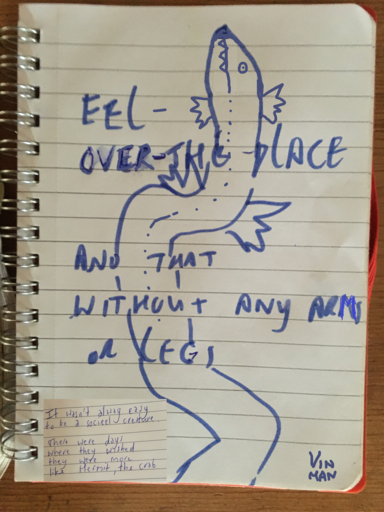 EEL-
OVER-THE-PLACE
AND THAT
WITHOUT ANY ARMS
OR LEGS
It wasn't always easy
to be a social creature
There were days
where they wished
they were more
like the crab
VIN
MAN